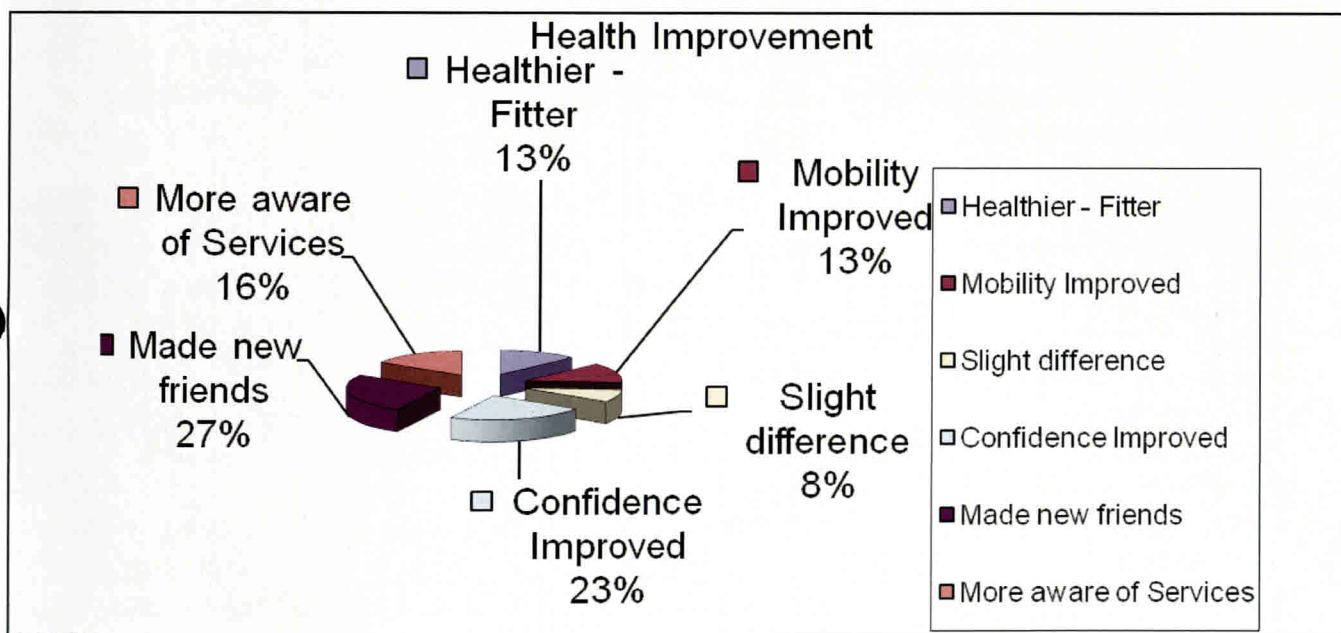 Health Improvement
Healthier -
Fitter
13%
Mobility
Improved
13%
Slight
difference
8%
Confidence
Improved
23%
Made new
friends
27%
More aware
of Services
16%
Healthier - Fitter
Mobility Improved
Slight difference
Confidence Improved
Made new friends
More aware of Services